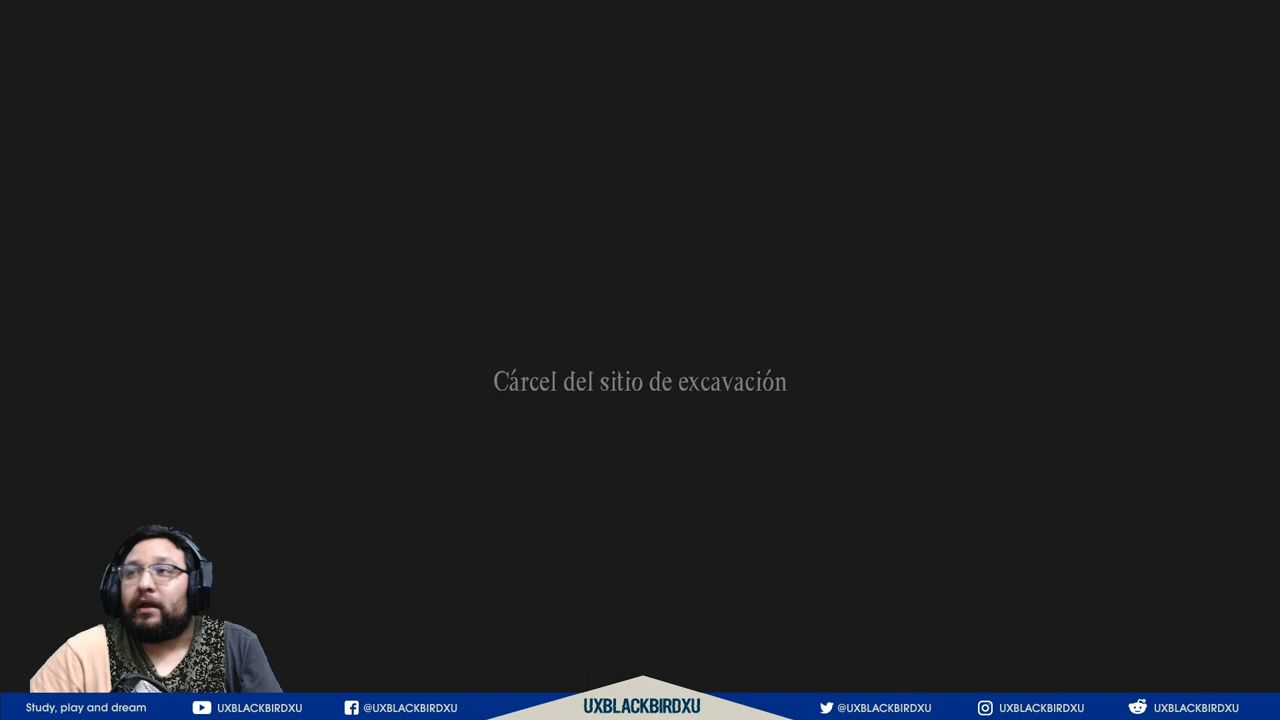 Cárcel del sitio de excavación
Study, play and dream
UXBLACKBIRDXU
@UXBLACKBIRDXU
UXBLACKBIRDXU
@UXBLACKBIRDXU
UXBLACKBIRDXU
UXBLACKBIRDXU